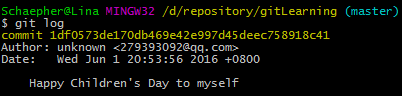 Schaepher@Lina MINGW32 /d/repository/gitLearning (master)
$ git log
commit 1df0573de170db469e42e997d45deec758918c41
Author: unknown <279393092@qq.com>
Date:   Wed Jun 1 20:53:56 2016 +0800

    Happy Children's Day to myself